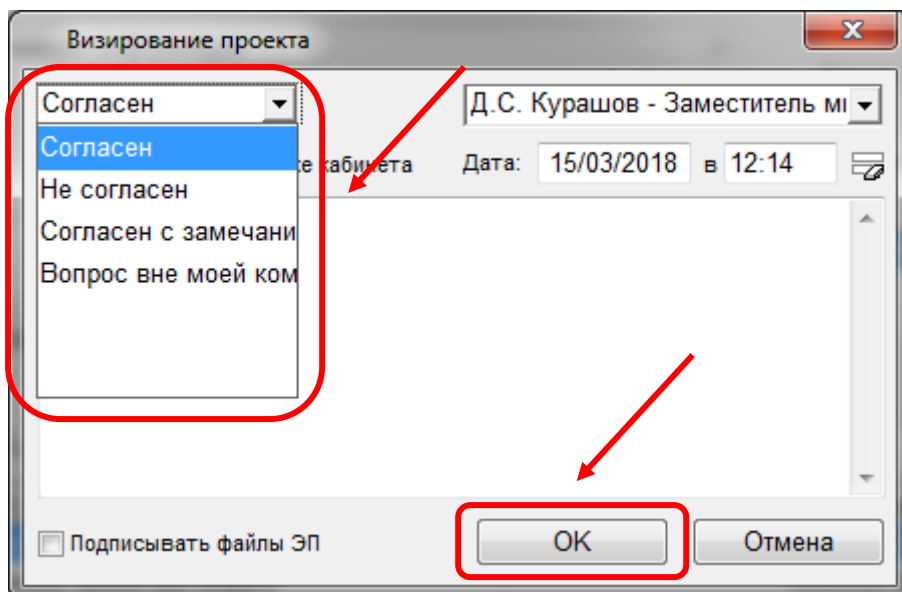 Визирование проекта
Согласен
Д.С. Курашов - Заместитель
Согласен
Не согласен
Согласен с замечани
Вопрос вне моей ком
кабинета
Дата: 15/03/2018 в 12:14
Подписывать файлы ЭП
OK
Отмена